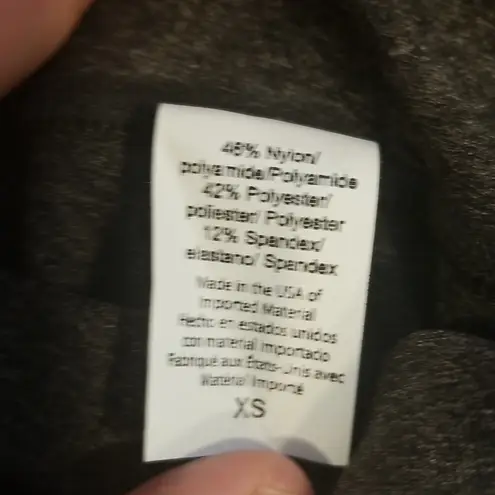 46% Nylon/
polyamide/Polyamide
42% Polyester/
poliester/ Polyester
12% Spandex/
elastano/ Spandex
Made in the USA of
Imported Material
Hecho en estados unidos
con material importado
Fabriqué aux États-Unis avec
Material Importé
XS